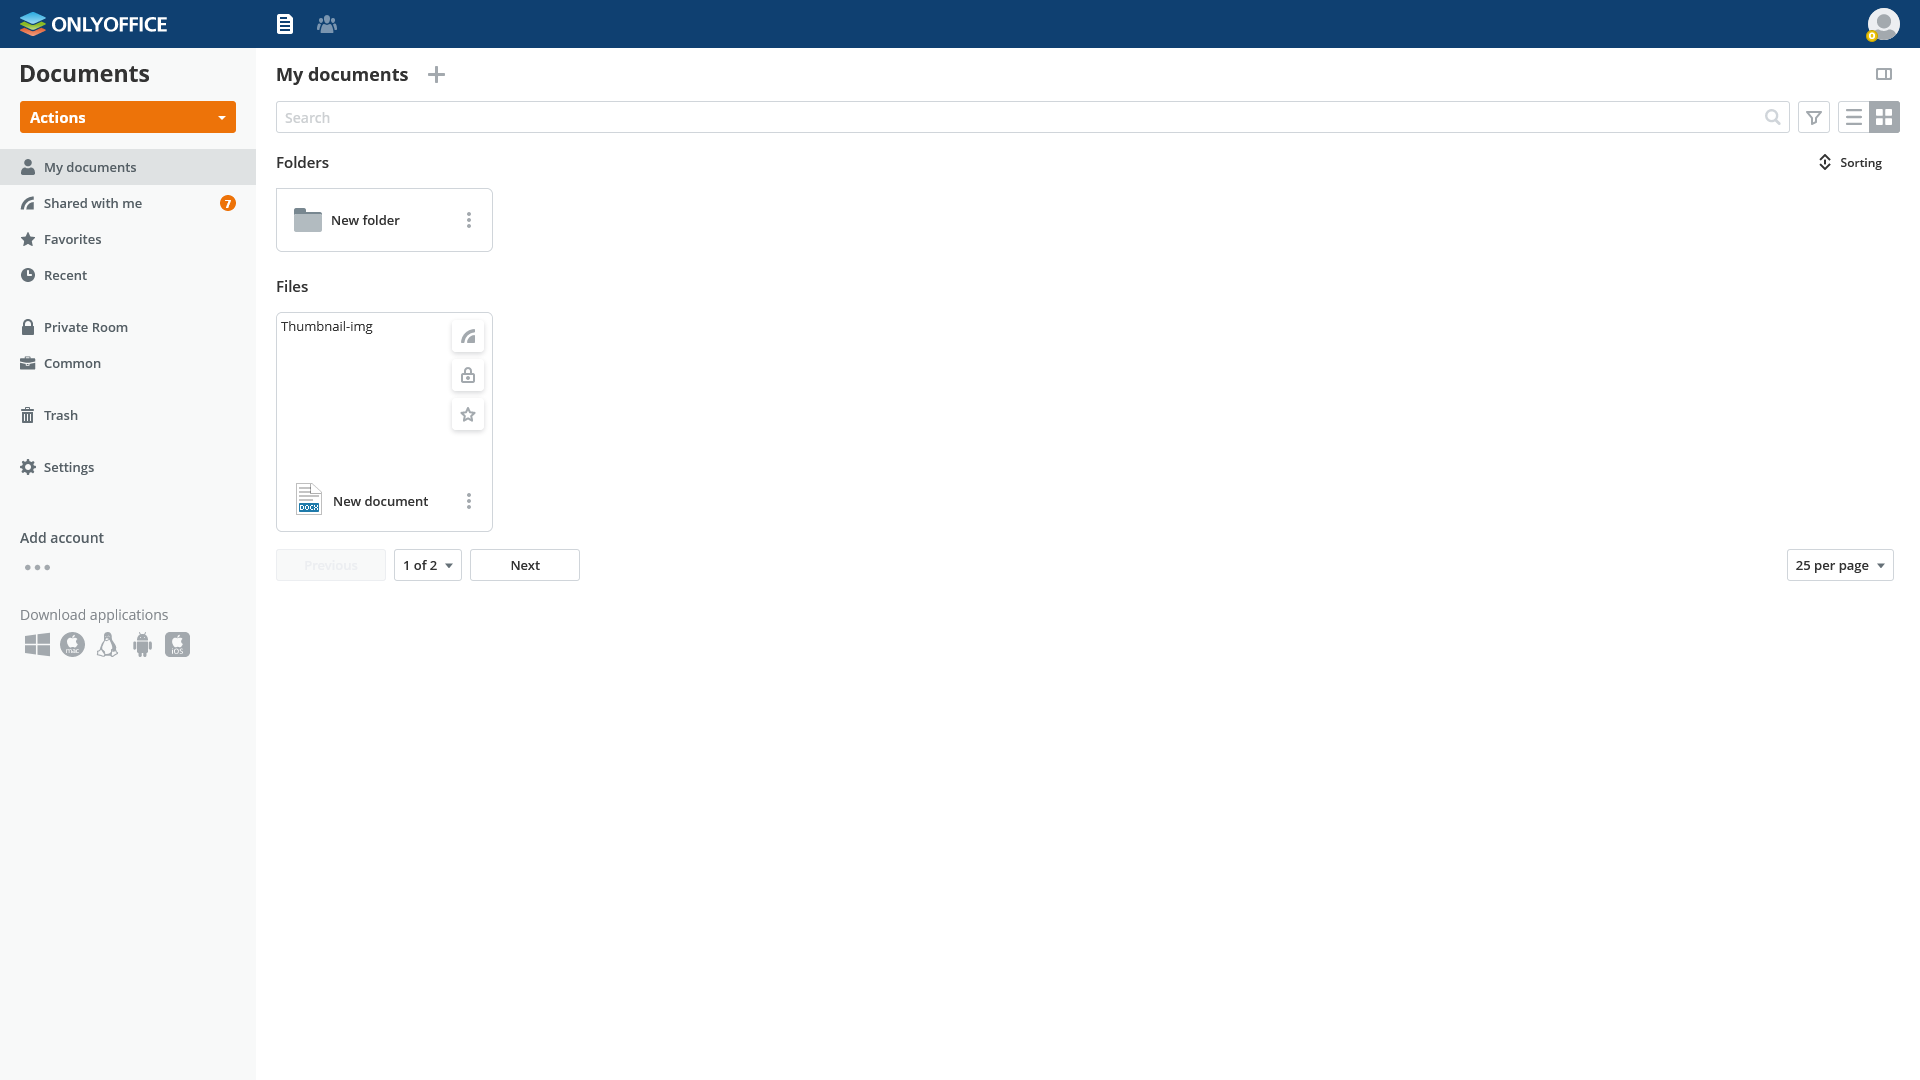 ONLYOFFICE
Documents
Actions
My documents
Shared with me
7
Favorites
Recent
Private Room
Common
Trash
Settings
Add account
Download applications
mac
iOS
My documents
Search
Folders
Sorting
New folder
Files
Thumbnail-img
DOCX
New document
Previous
1 of 2
Next
25 per page